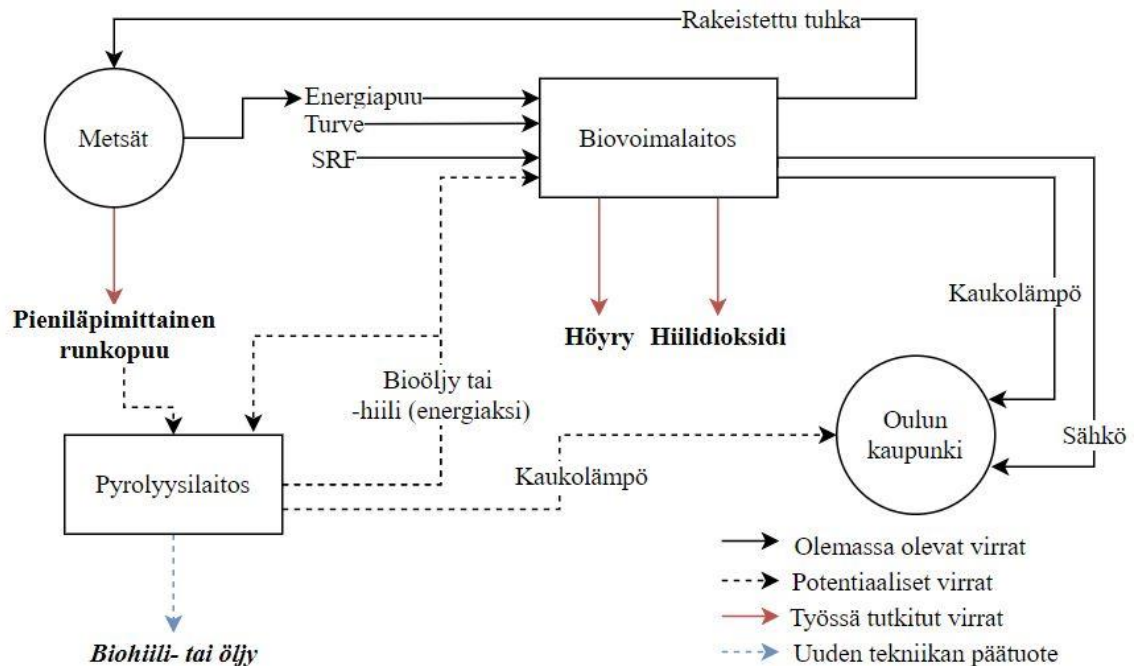 Rakeistettu tuhka
Metsät
Energiapuu
Turve
SRF
Biovoimalaitos
Pieniläpimittainen
runkopuu
Höyry
Hiilidioksidi
Kaukolämpö
Bioöljy tai
-hiili (energiaksi)
Oulun
kaupunki
Sähkö
Pyrolyysilaitos
Kaukolämpö
Olemassa olevat virrat
Potentiaaliset virrat
Työssä tutkitut virrat
Uuden tekniikan päätuote
Biohiili- tai öljy